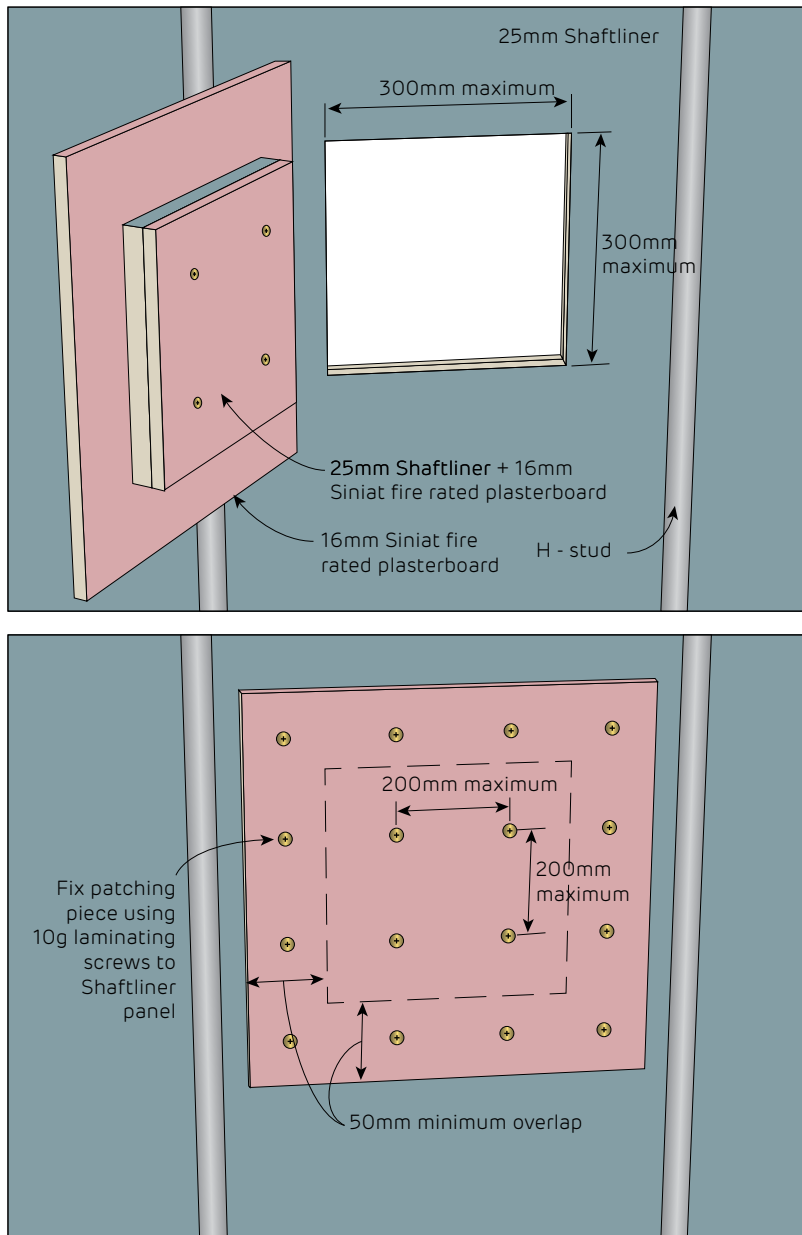 25mm Shaftliner
300mm maximum
300mm
maximum
25mm Shaftliner + 16mm
Siniat fire rated plasterboard
16mm Siniat fire
rated plasterboard
H - stud
200mm maximum
200mm
maximum
Fix patching
piece using
10g laminating
screws to
Shaftliner
panel
50mm minimum overlap